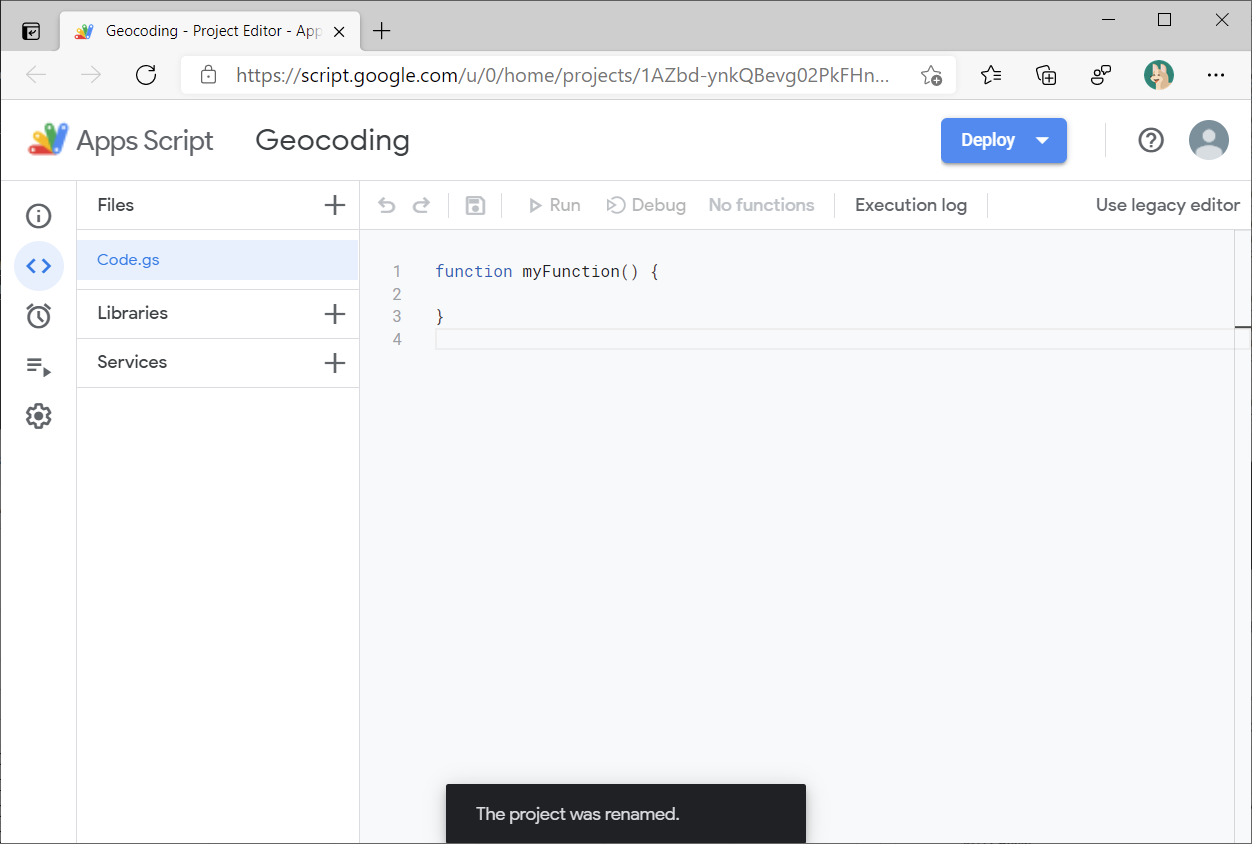 Geocoding - Project Editor - App
https://script.google.com/u/0/home/projects/1AZbd-ynkQBevg02PkFHn...
Apps Script
Geocoding
Deploy
Files
Run
Debug
No functions
Execution log
Use legacy editor
Code.gs
Libraries
Services
1 function myFunction() {
2
3 }
4
The project was renamed.